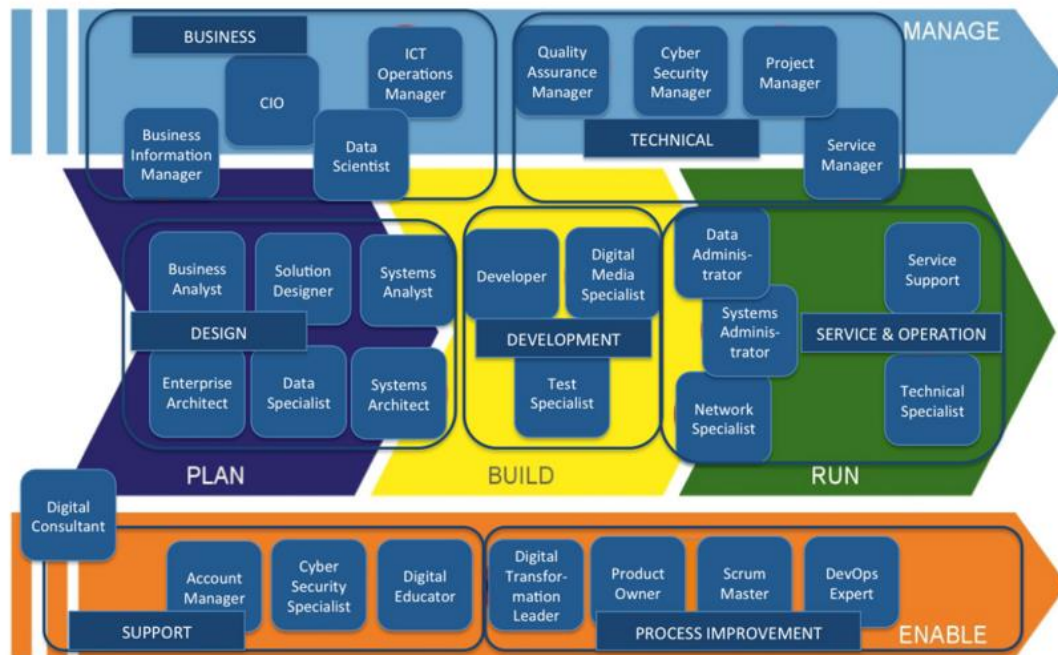 BUSINESS
MANAGE
ICT
Operations
Manager
Quality
Assurance
Manager
Cyber
Security
Manager
Project
Manager
CIO
Business
Information
Manager
Data
Scientist
TECHNICAL
Service
Manager
Business
Analyst
Solution
Designer
Systems
Analyst
DESIGN
Enterprise
Architect
Data
Specialist
Systems
Architect
PLAN
Developer
Digital
Media
Specialist
DEVELOPMENT
Test
Specialist
BUILD
Data
Adminis-
trator
Service
Support
Systems
Adminis-
trator
SERVICE & OPERATION
Network
Specialist
Technical
Specialist
RUN
Digital
Consultant
Account
Manager
Cyber
Security
Specialist
Digital
Educator
SUPPORT
Digital
Transfor-
mation
Leader
Product
Owner
Scrum
Master
DevOps
Expert
PROCESS IMPROVEMENT
ENABLE